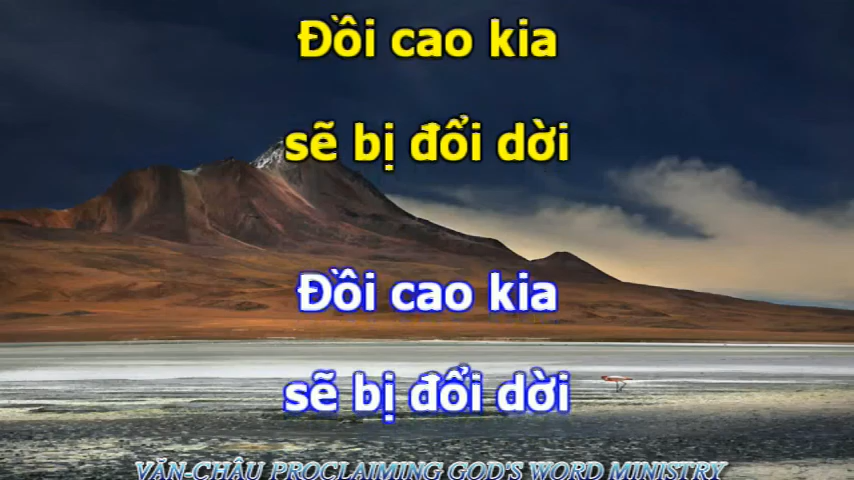 Đồi cao kia
sẽ bị đổi dời
Đồi cao kia
sẽ bị đổi dời
VĂN-CHÂU PROCLAIMING GOD'S WORD MINISTRY